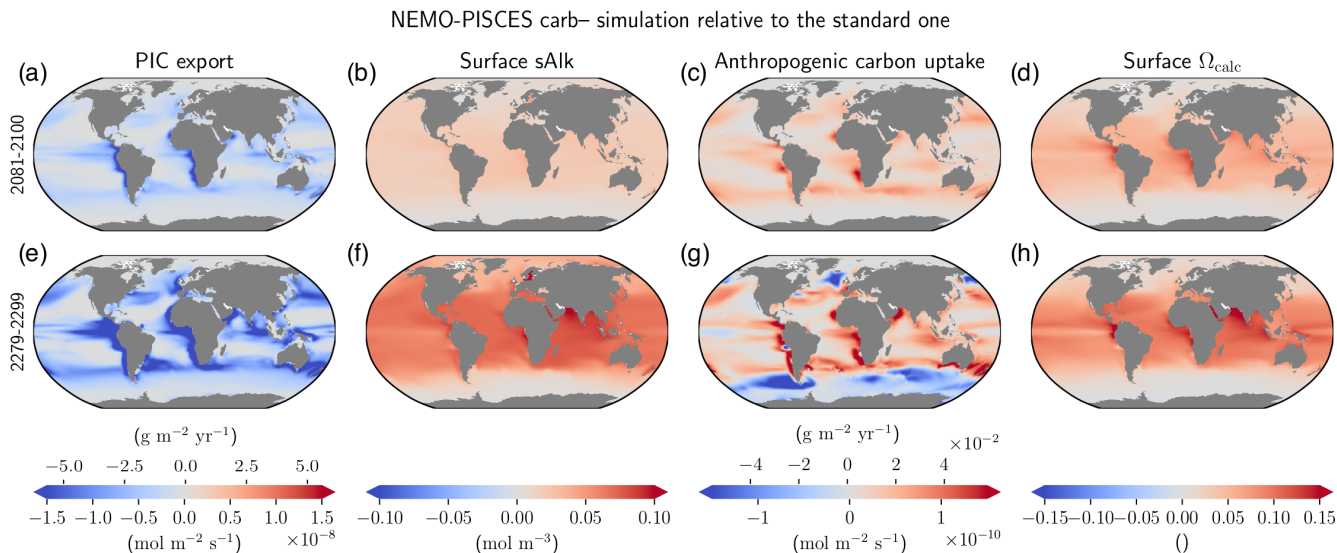 NEMO-PISCES carb– simulation relative to the standard one
(a) PIC export
(b) Surface sAlk
(c) Anthropogenic carbon uptake
(d) Surface Ω_calc
2081-2100
(e)
(f)
(g)
(h)
2279-2299
(g m⁻² yr⁻¹)
−5.0 −2.5 0.0 2.5 5.0
−1.5 −1.0 −0.5 0.0 0.5 1.0 1.5
(mol m⁻² s⁻¹) ×10⁻⁸
−0.10 0.00 0.10
(mol m⁻³)
(g m⁻² yr⁻¹) ×10⁻²
−4 −2 0 2 4
−1 0 1
(mol m⁻² s⁻¹) ×10⁻¹⁰
−0.15 −0.10 −0.05 0.00 0.05 0.10 0.15
()